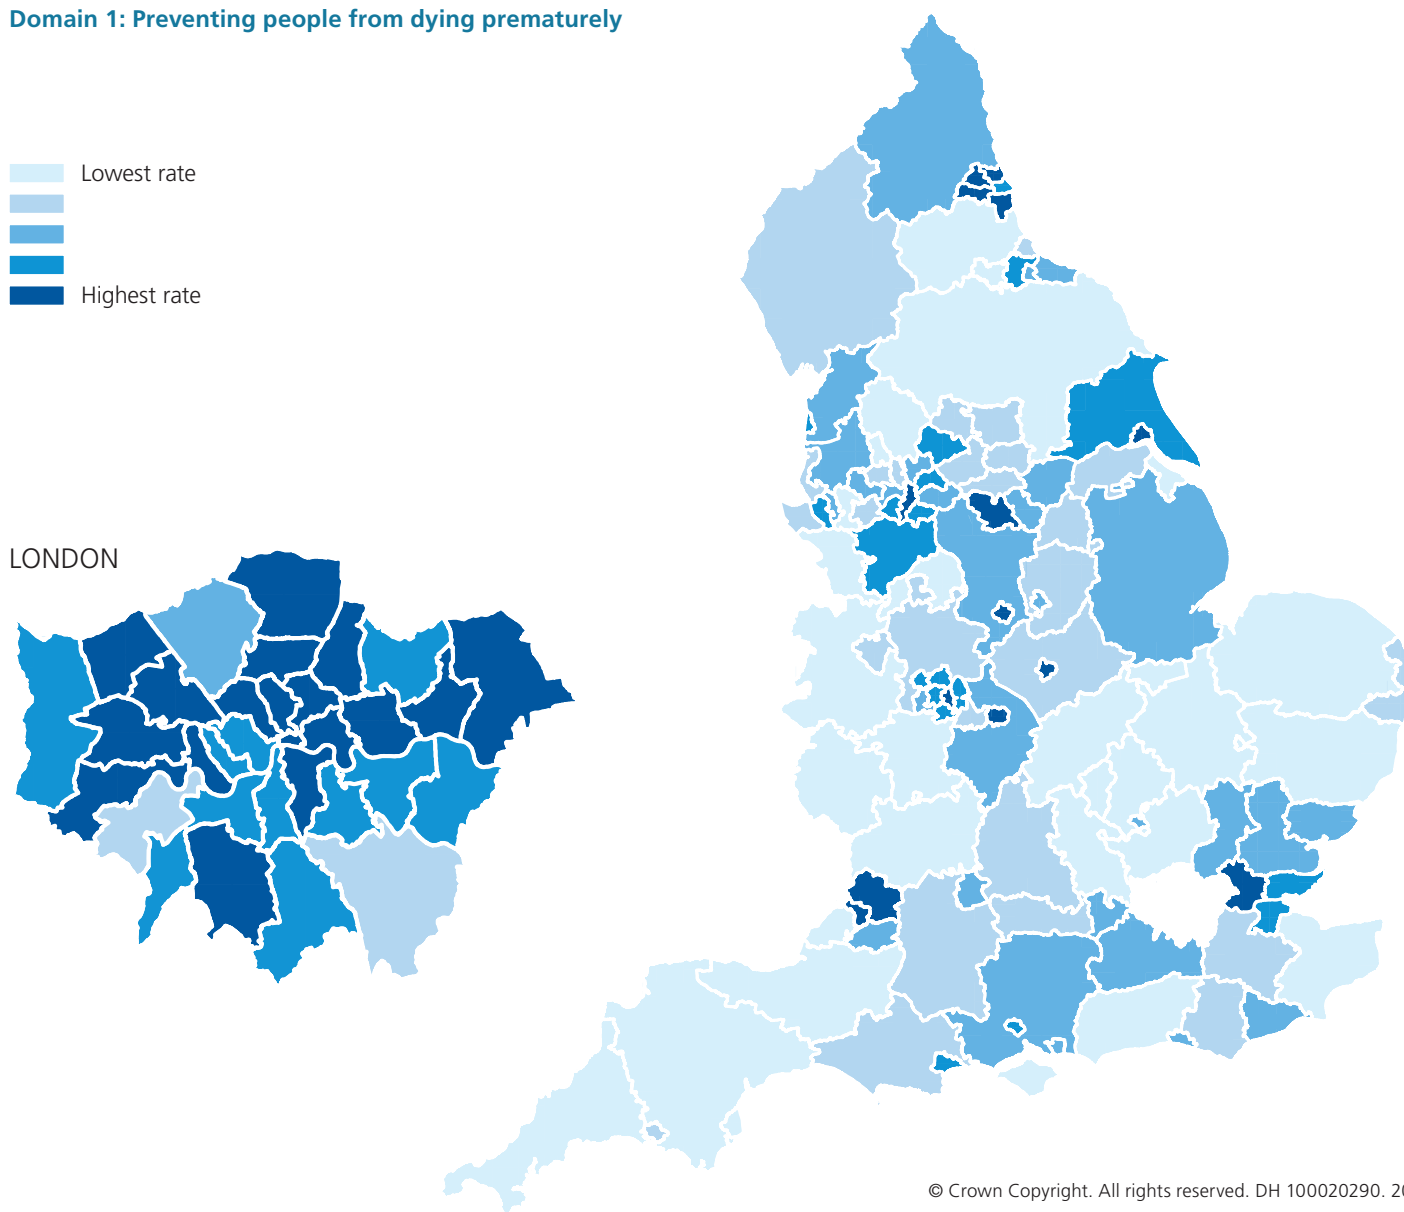 Domain 1: Preventing people from dying prematurely
Lowest rate
Highest rate
LONDON
© Crown Copyright. All rights reserved. DH 100020290. 20